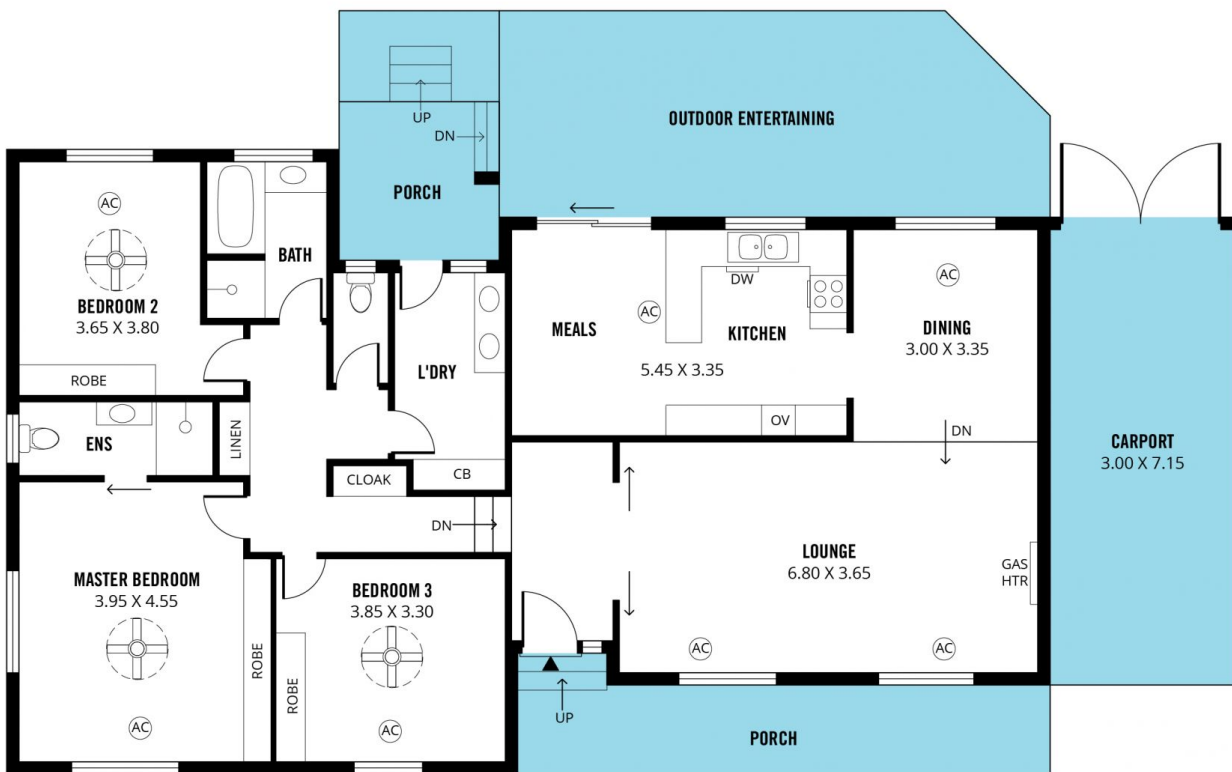 UP
DN
OUTDOOR ENTERTAINING
PORCH
AC
BATH
BEDROOM 2
3.65 X 3.80
ROBE
ENS
LINEN
L'DRY
CB
CLOAK
DN
MEALS
AC
DW
KITCHEN
5.45 X 3.35
OV
AC
DINING
3.00 X 3.35
DN
CARPORT
3.00 X 7.15
MASTER BEDROOM
3.95 X 4.55
ROBE
AC
BEDROOM 3
3.85 X 3.30
ROBE
AC
LOUNGE
6.80 X 3.65
GAS
HTR
AC
AC
UP
PORCH